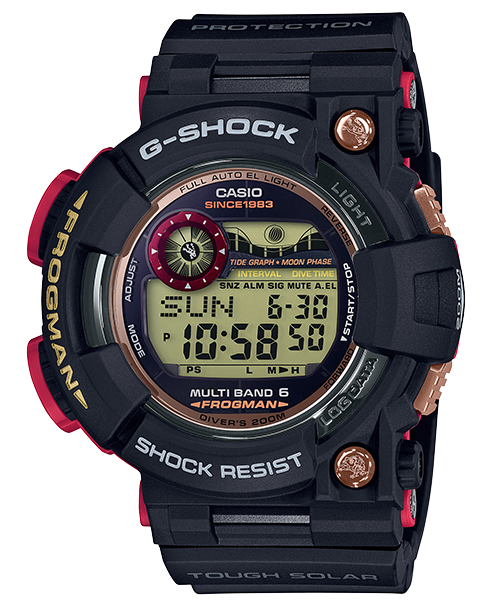 PROTECTION
G-SHOCK
FULL AUTO EL LIGHT
CASIO
SINCE1983
LIGHT
REVERSE
TIDE GRAPH • MOON PHASE
INTERVAL DIVE TIME
SNZ ALM SIG MUTE A.EL
SUN 6-30
P 10:58 50
PS L M▶H
MULTI BAND 6
◀FROGMAN▶
DIVER'S 200M
SHOCK RESIST
ADJUST
MODE
◀FROGMAN▶
▶START/STOP
FORWARD
LOG DATA
200M
TOUGH SOLAR